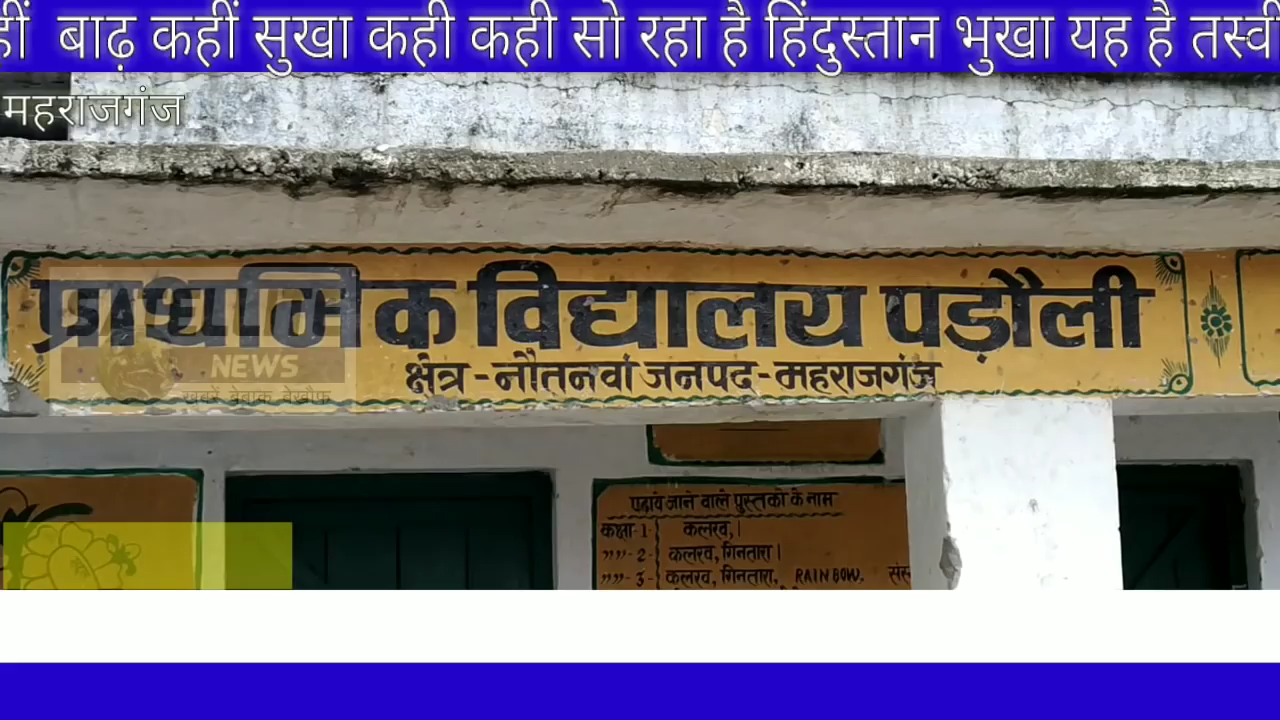 हीं बाढ़ कहीं सुखा कही कही सो रहा है हिंदुस्तान भुखा यह है तस्वी
महराजगंज
प्राथमिक विद्यालय पड़ौली
क्षेत्र - नौतनवां जनपद - महराजगंज
NEWS
खबरें बेबाक बेखौफ
पढ़ाये जाने वाले पुस्तको के नाम
कक्षा-1- कलरव,।
,,,,-2- कलरव, गिनतारा।
,,,,-3- कलरव, गिनतारा, RAINBOW. संस्